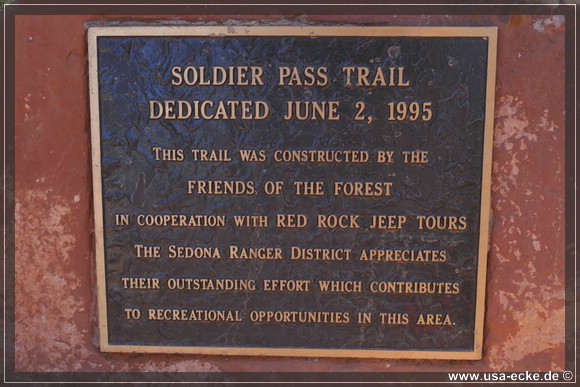 SOLDIER PASS TRAIL
DEDICATED JUNE 2, 1995
THIS TRAIL WAS CONSTRUCTED BY THE
FRIENDS OF THE FOREST
IN COOPERATION WITH RED ROCK JEEP TOURS
THE SEDONA RANGER DISTRICT APPRECIATES
THEIR OUTSTANDING EFFORT WHICH CONTRIBUTES
TO RECREATIONAL OPPORTUNITIES IN THIS AREA.
www.usa-ecke.de ©